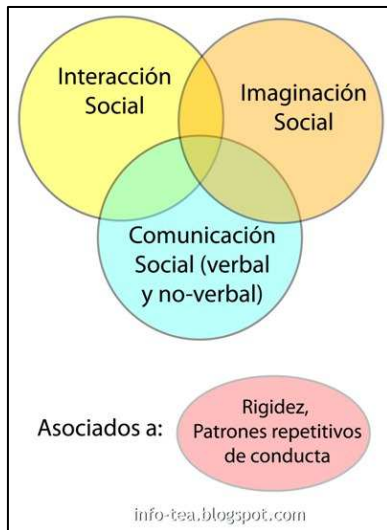 Interacción
Social
Imaginación
Social
Comunicación
Social (verbal
y no-verbal)
Asociados a:
Rigidez,
Patrones repetitivos
de conducta
info-tea.blogspot.com